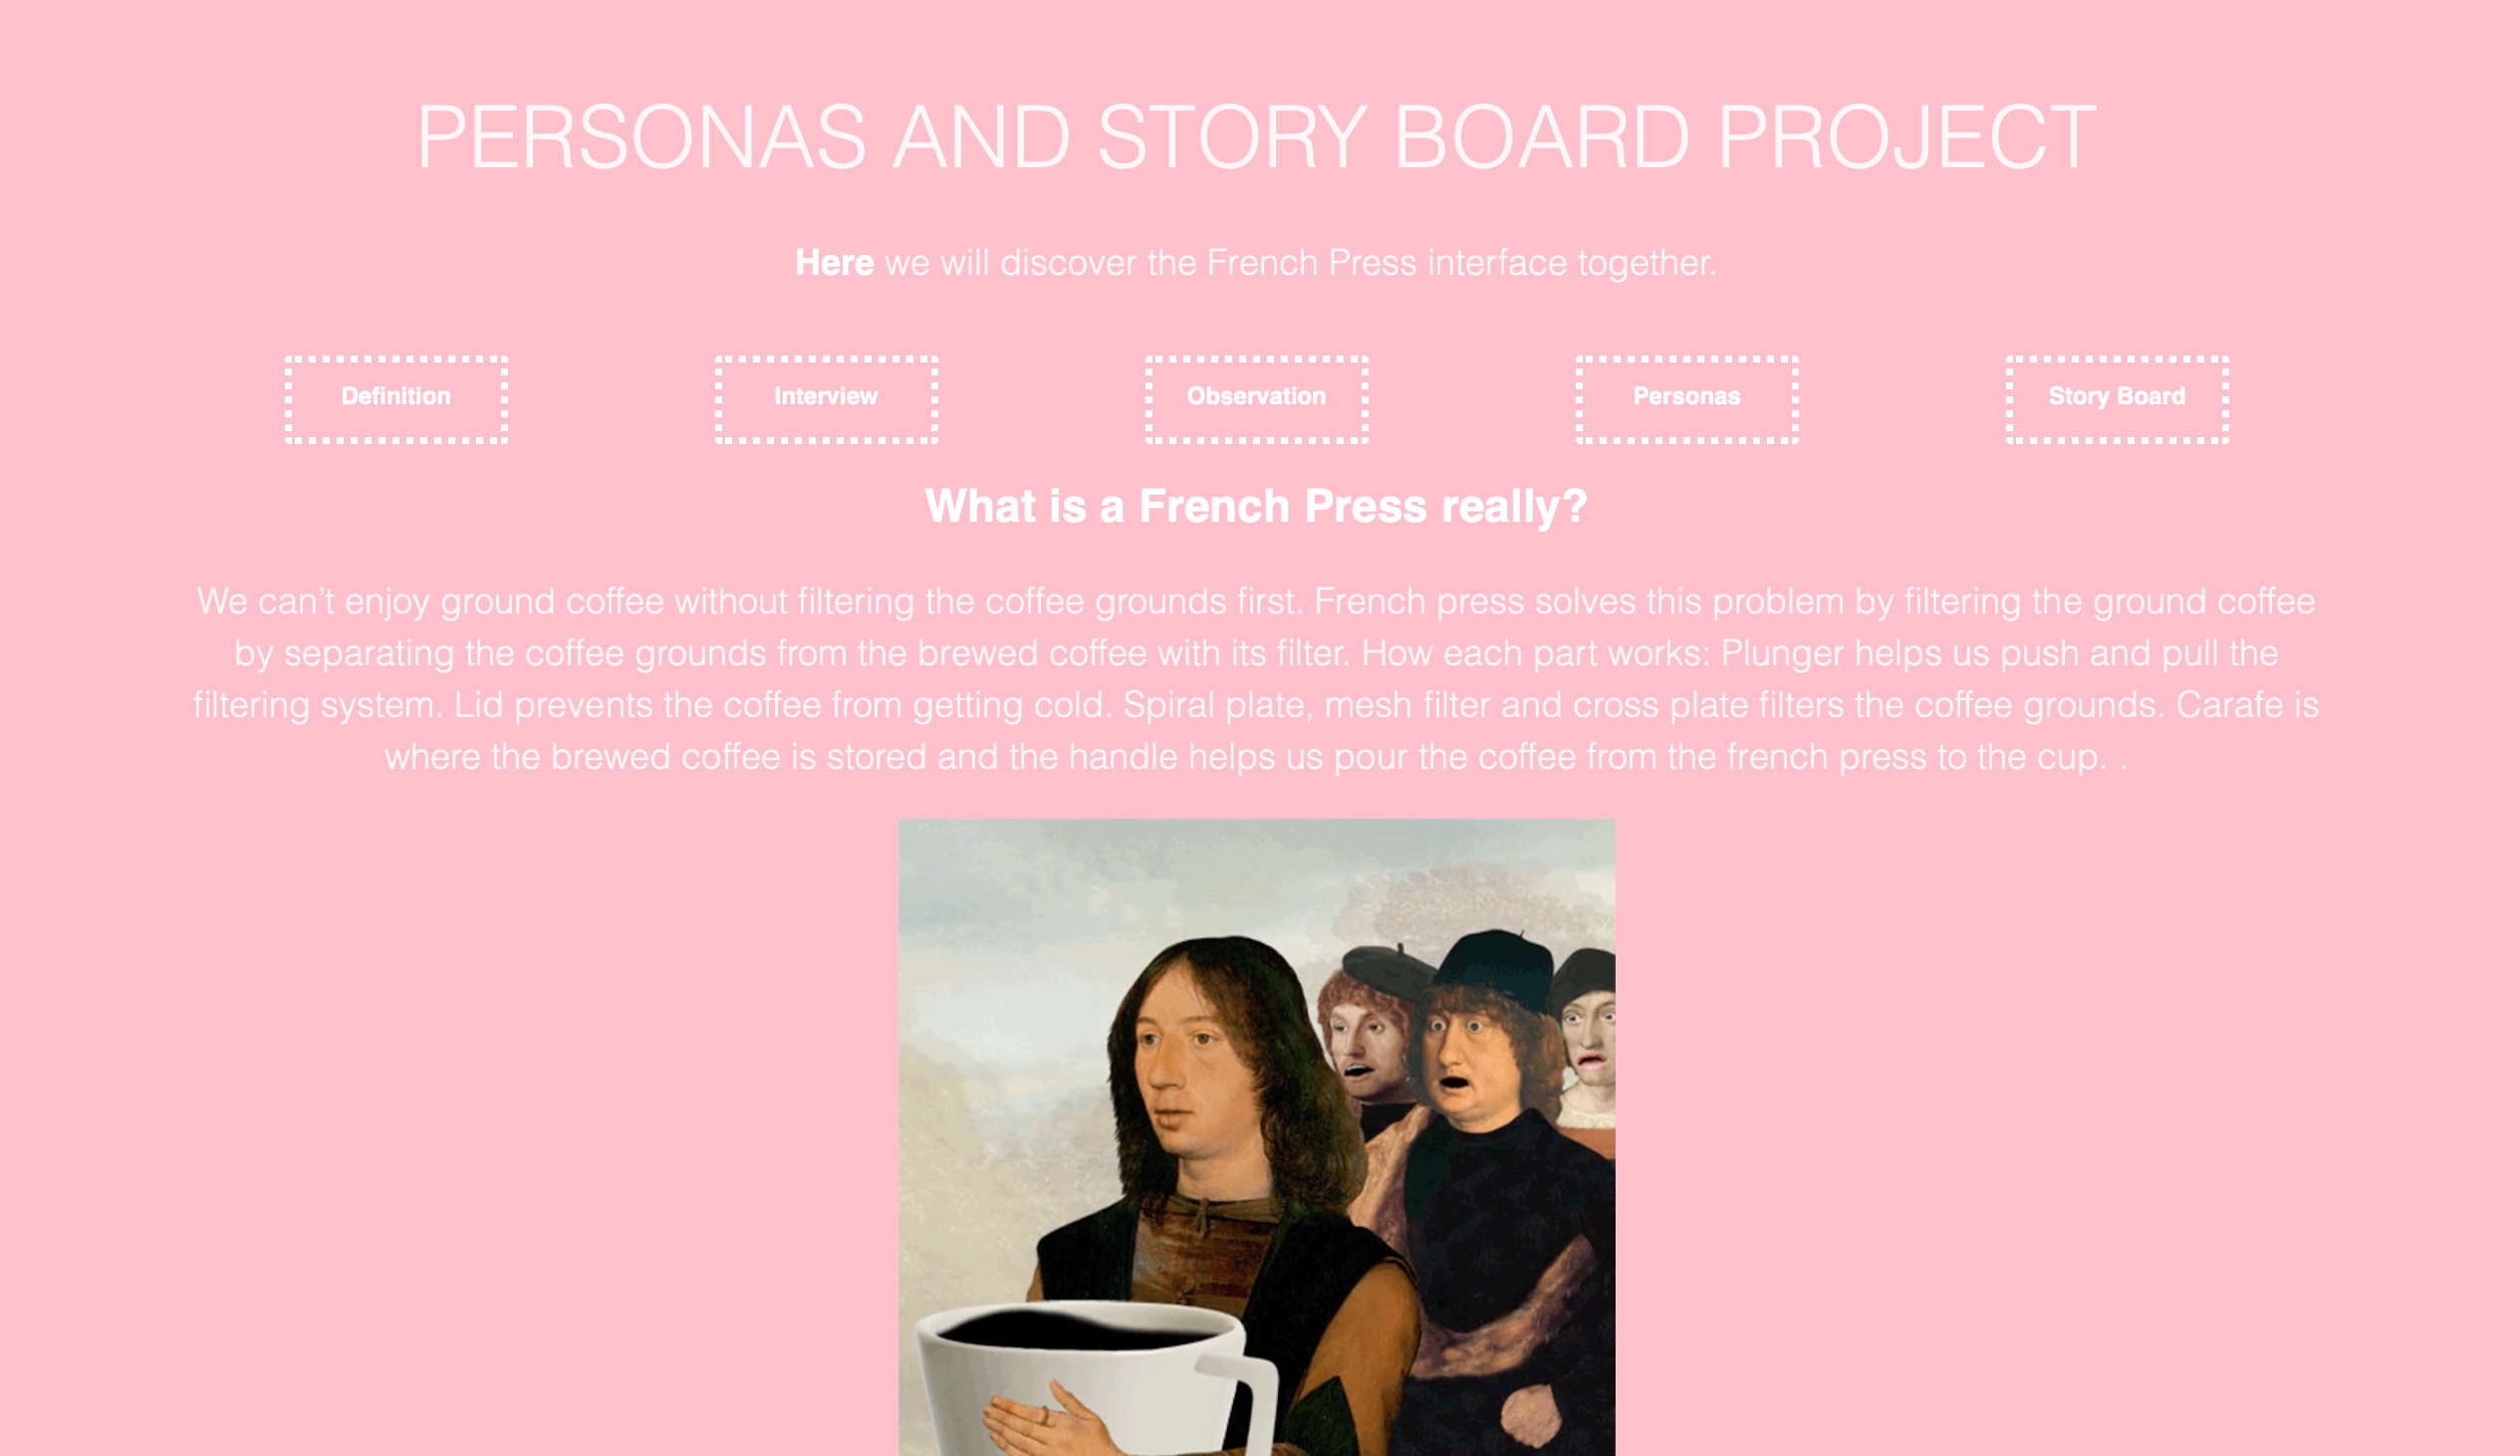 PERSONAS AND STORY BOARD PROJECT
Here we will discover the French Press interface together.
Definition
Interview
Observation
Personas
Story Board
What is a French Press really?
We can’t enjoy ground coffee without filtering the coffee grounds first. French press solves this problem by filtering the ground coffee
by separating the coffee grounds from the brewed coffee with its filter. How each part works: Plunger helps us push and pull the
filtering system. Lid prevents the coffee from getting cold. Spiral plate, mesh filter and cross plate filters the coffee grounds. Carafe is
where the brewed coffee is stored and the handle helps us pour the coffee from the french press to the cup. .